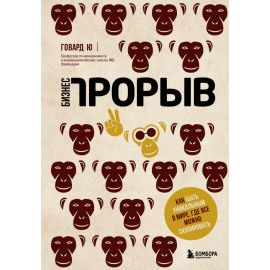 ГОВАРД Ю
Профессор по менеджменту
и инновациям бизнес-школы IMD,
Швейцария
БИЗНЕС
ПРОРЫВ
КАК БЫТЬ
УНИКАЛЬНЫМ
В МИРЕ, ГДЕ ВСЕ
МОЖНО
СКОПИРОВАТЬ
БОМБОРА